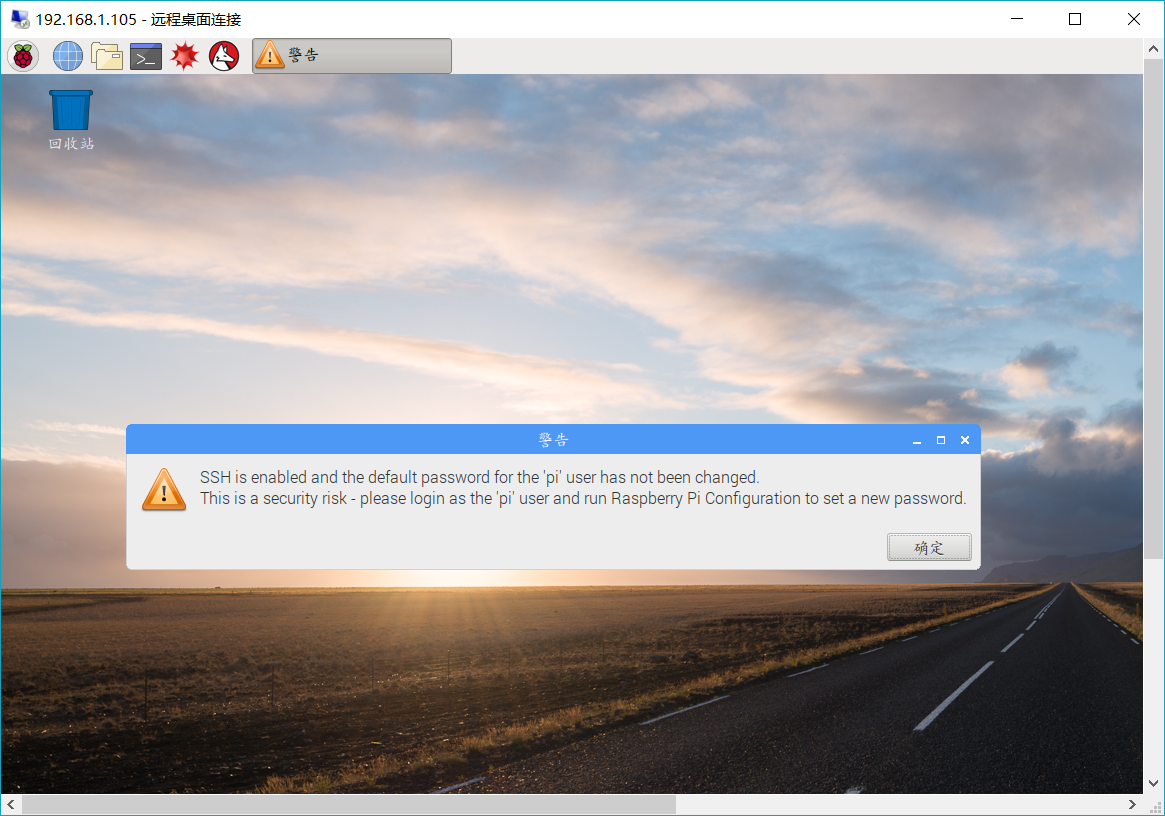 192.168.1.105 - 远程桌面连接
警告
回收站
警告
SSH is enabled and the default password for the 'pi' user has not been changed.
This is a security risk - please login as the 'pi' user and run Raspberry Pi Configuration to set a new password.
确定